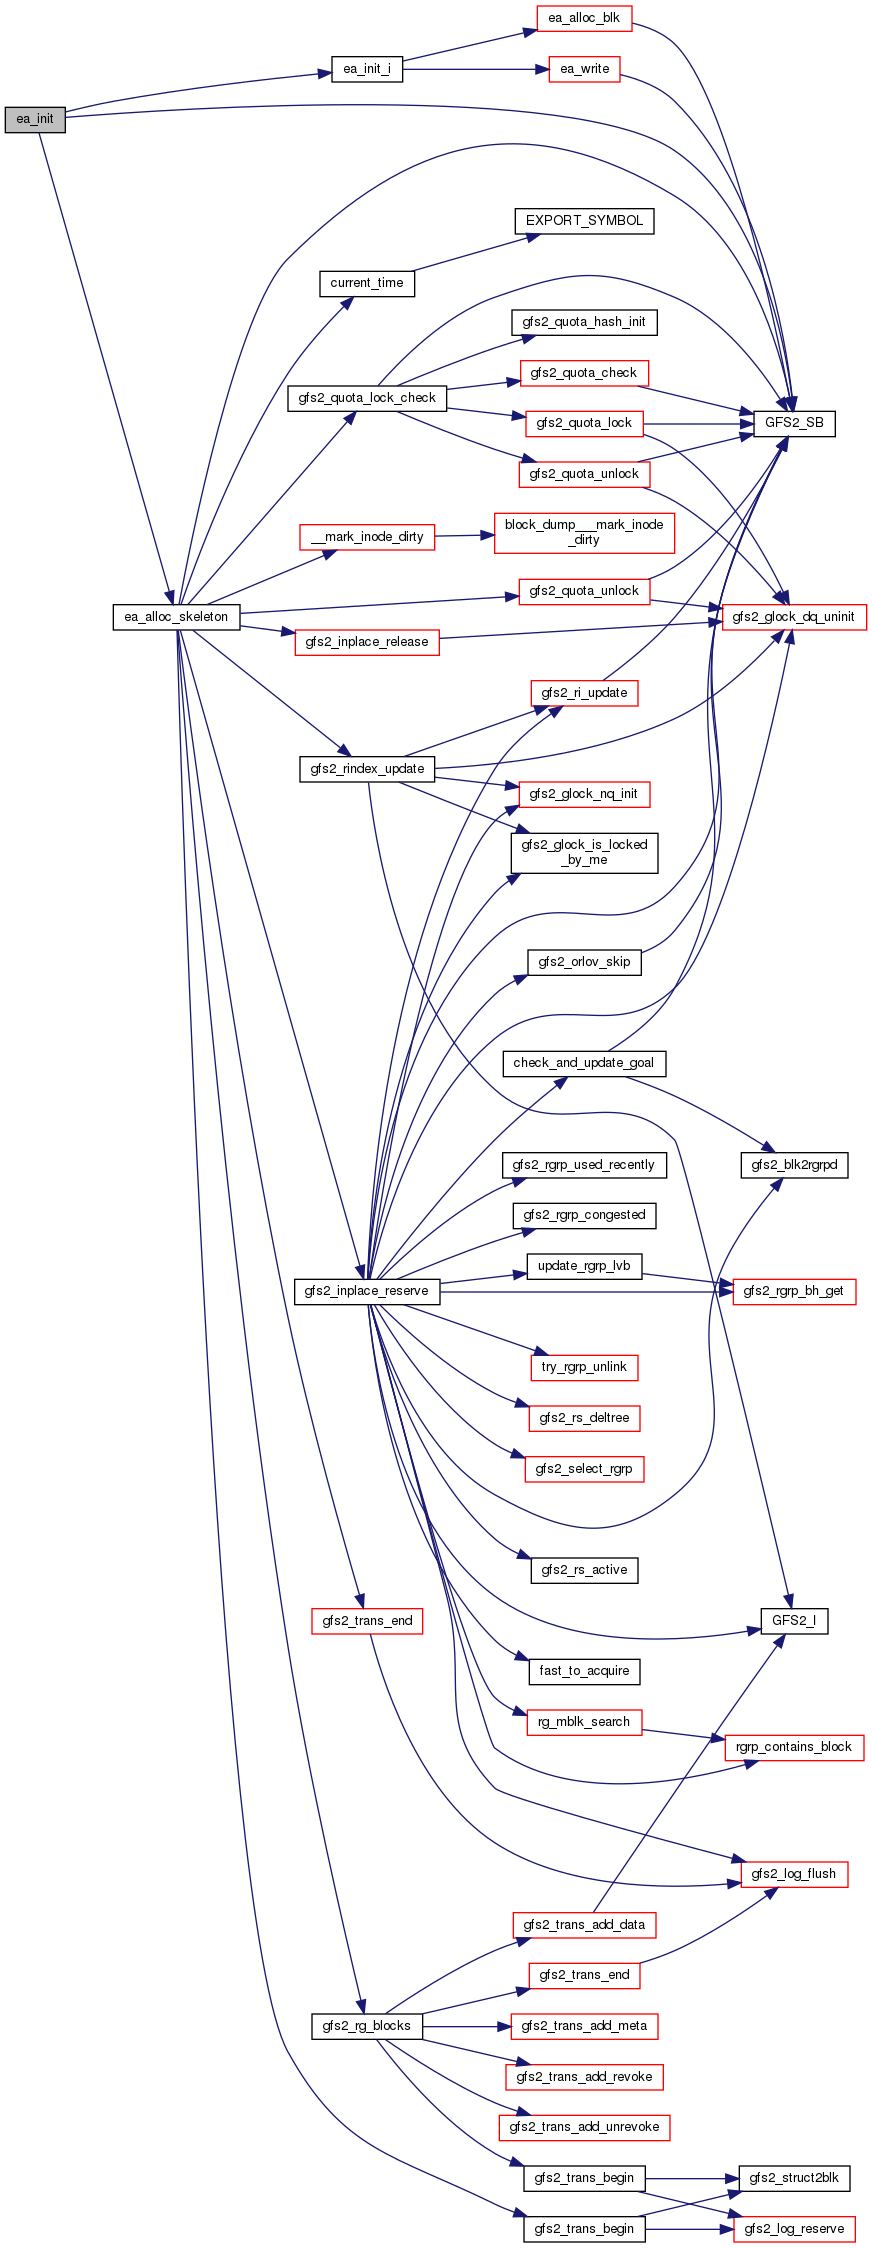 ea_alloc_blk
ea_init_i
ea_write
ea_init
EXPORT_SYMBOL
current_time
gfs2_quota_hash_init
gfs2_quota_check
gfs2_quota_lock_check
gfs2_quota_lock
GFS2_SB
gfs2_quota_unlock
__mark_inode_dirty
block_dump___mark_inode
_dirty
gfs2_quota_unlock
ea_alloc_skeleton
gfs2_glock_dq_uninit
gfs2_inplace_release
gfs2_ri_update
gfs2_rindex_update
gfs2_glock_nq_init
gfs2_glock_is_locked
_by_me
gfs2_orlov_skip
check_and_update_goal
gfs2_rgrp_used_recently
gfs2_blk2rgrpd
gfs2_rgrp_congested
update_rgrp_lvb
gfs2_inplace_reserve
gfs2_rgrp_bh_get
try_rgrp_unlink
gfs2_rs_deltree
gfs2_select_rgrp
gfs2_rs_active
gfs2_trans_end
GFS2_I
fast_to_acquire
rg_mblk_search
rgrp_contains_block
gfs2_log_flush
gfs2_trans_add_data
gfs2_trans_end
gfs2_rg_blocks
gfs2_trans_add_meta
gfs2_trans_add_revoke
gfs2_trans_add_unrevoke
gfs2_trans_begin
gfs2_struct2blk
gfs2_trans_begin
gfs2_log_reserve